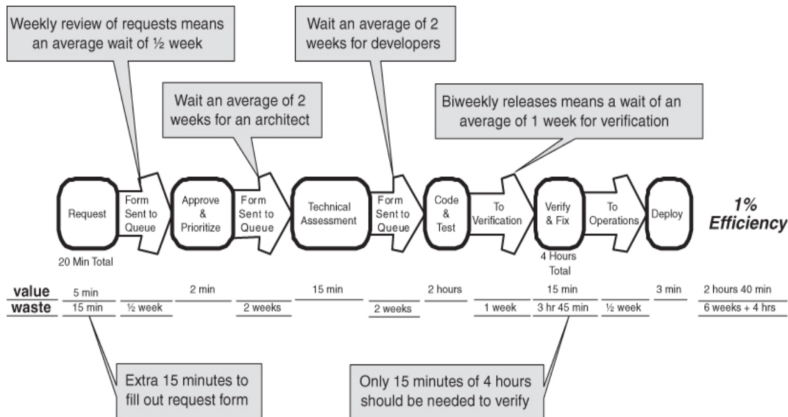 Weekly review of requests means
an average wait of ½ week
Wait an average of 2
weeks for developers
Wait an average of 2
weeks for an architect
Biweekly releases means a wait of an
average of 1 week for verification
Request
Form
Sent to
Queue
Approve
&
Prioritize
Form
Sent to
Queue
Technical
Assessment
Form
Sent to
Queue
Code
&
Test
To
Verification
Verify
& Fix
To
Operations
Deploy
1%
Efficiency
20 Min Total
4 Hours
Total
value 5 min 2 min 15 min 2 hours 15 min 3 min 2 hours 40 min
waste 15 min ½ week 2 weeks 2 weeks 1 week 3 hr 45 min ½ week 6 weeks + 4 hrs
Extra 15 minutes to
fill out request form
Only 15 minutes of 4 hours
should be needed to verify